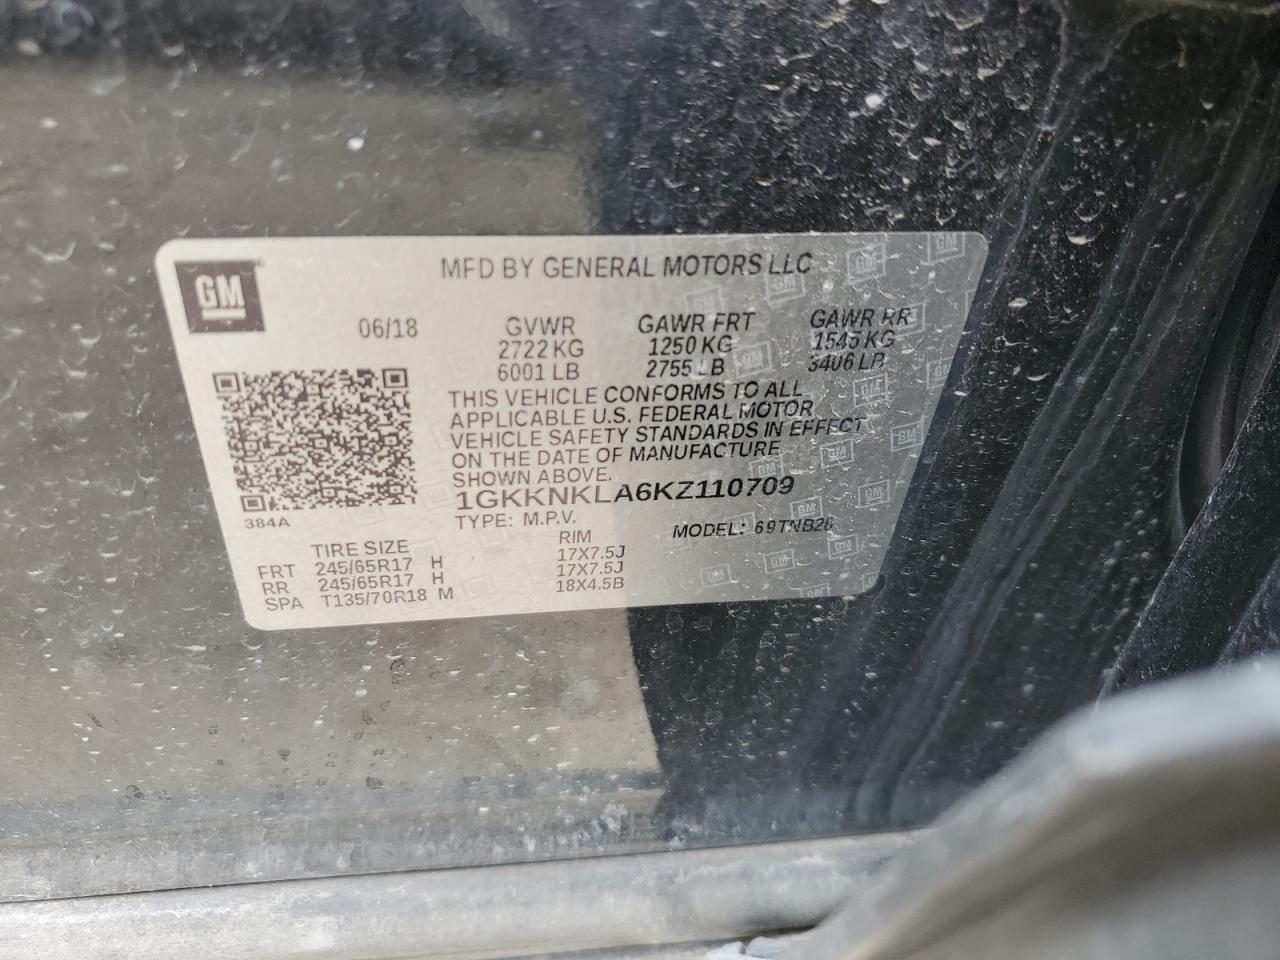 GM
MFD BY GENERAL MOTORS LLC
06/18 GVWR GAWR FRT GAWR RR
2722 KG 1250 KG 1545 KG
6001 LB 2755 LB 3406 LB
THIS VEHICLE CONFORMS TO ALL
APPLICABLE U.S. FEDERAL MOTOR
VEHICLE SAFETY STANDARDS IN EFFECT
ON THE DATE OF MANUFACTURE
SHOWN ABOVE.
1GKKNKLA6KZ110709
384A
TYPE: M.P.V. MODEL: 69TNB26
TIRE SIZE RIM
FRT 245/65R17 H 17X7.5J
RR 245/65R17 H 17X7.5J
SPA T135/70R18 M 18X4.5B